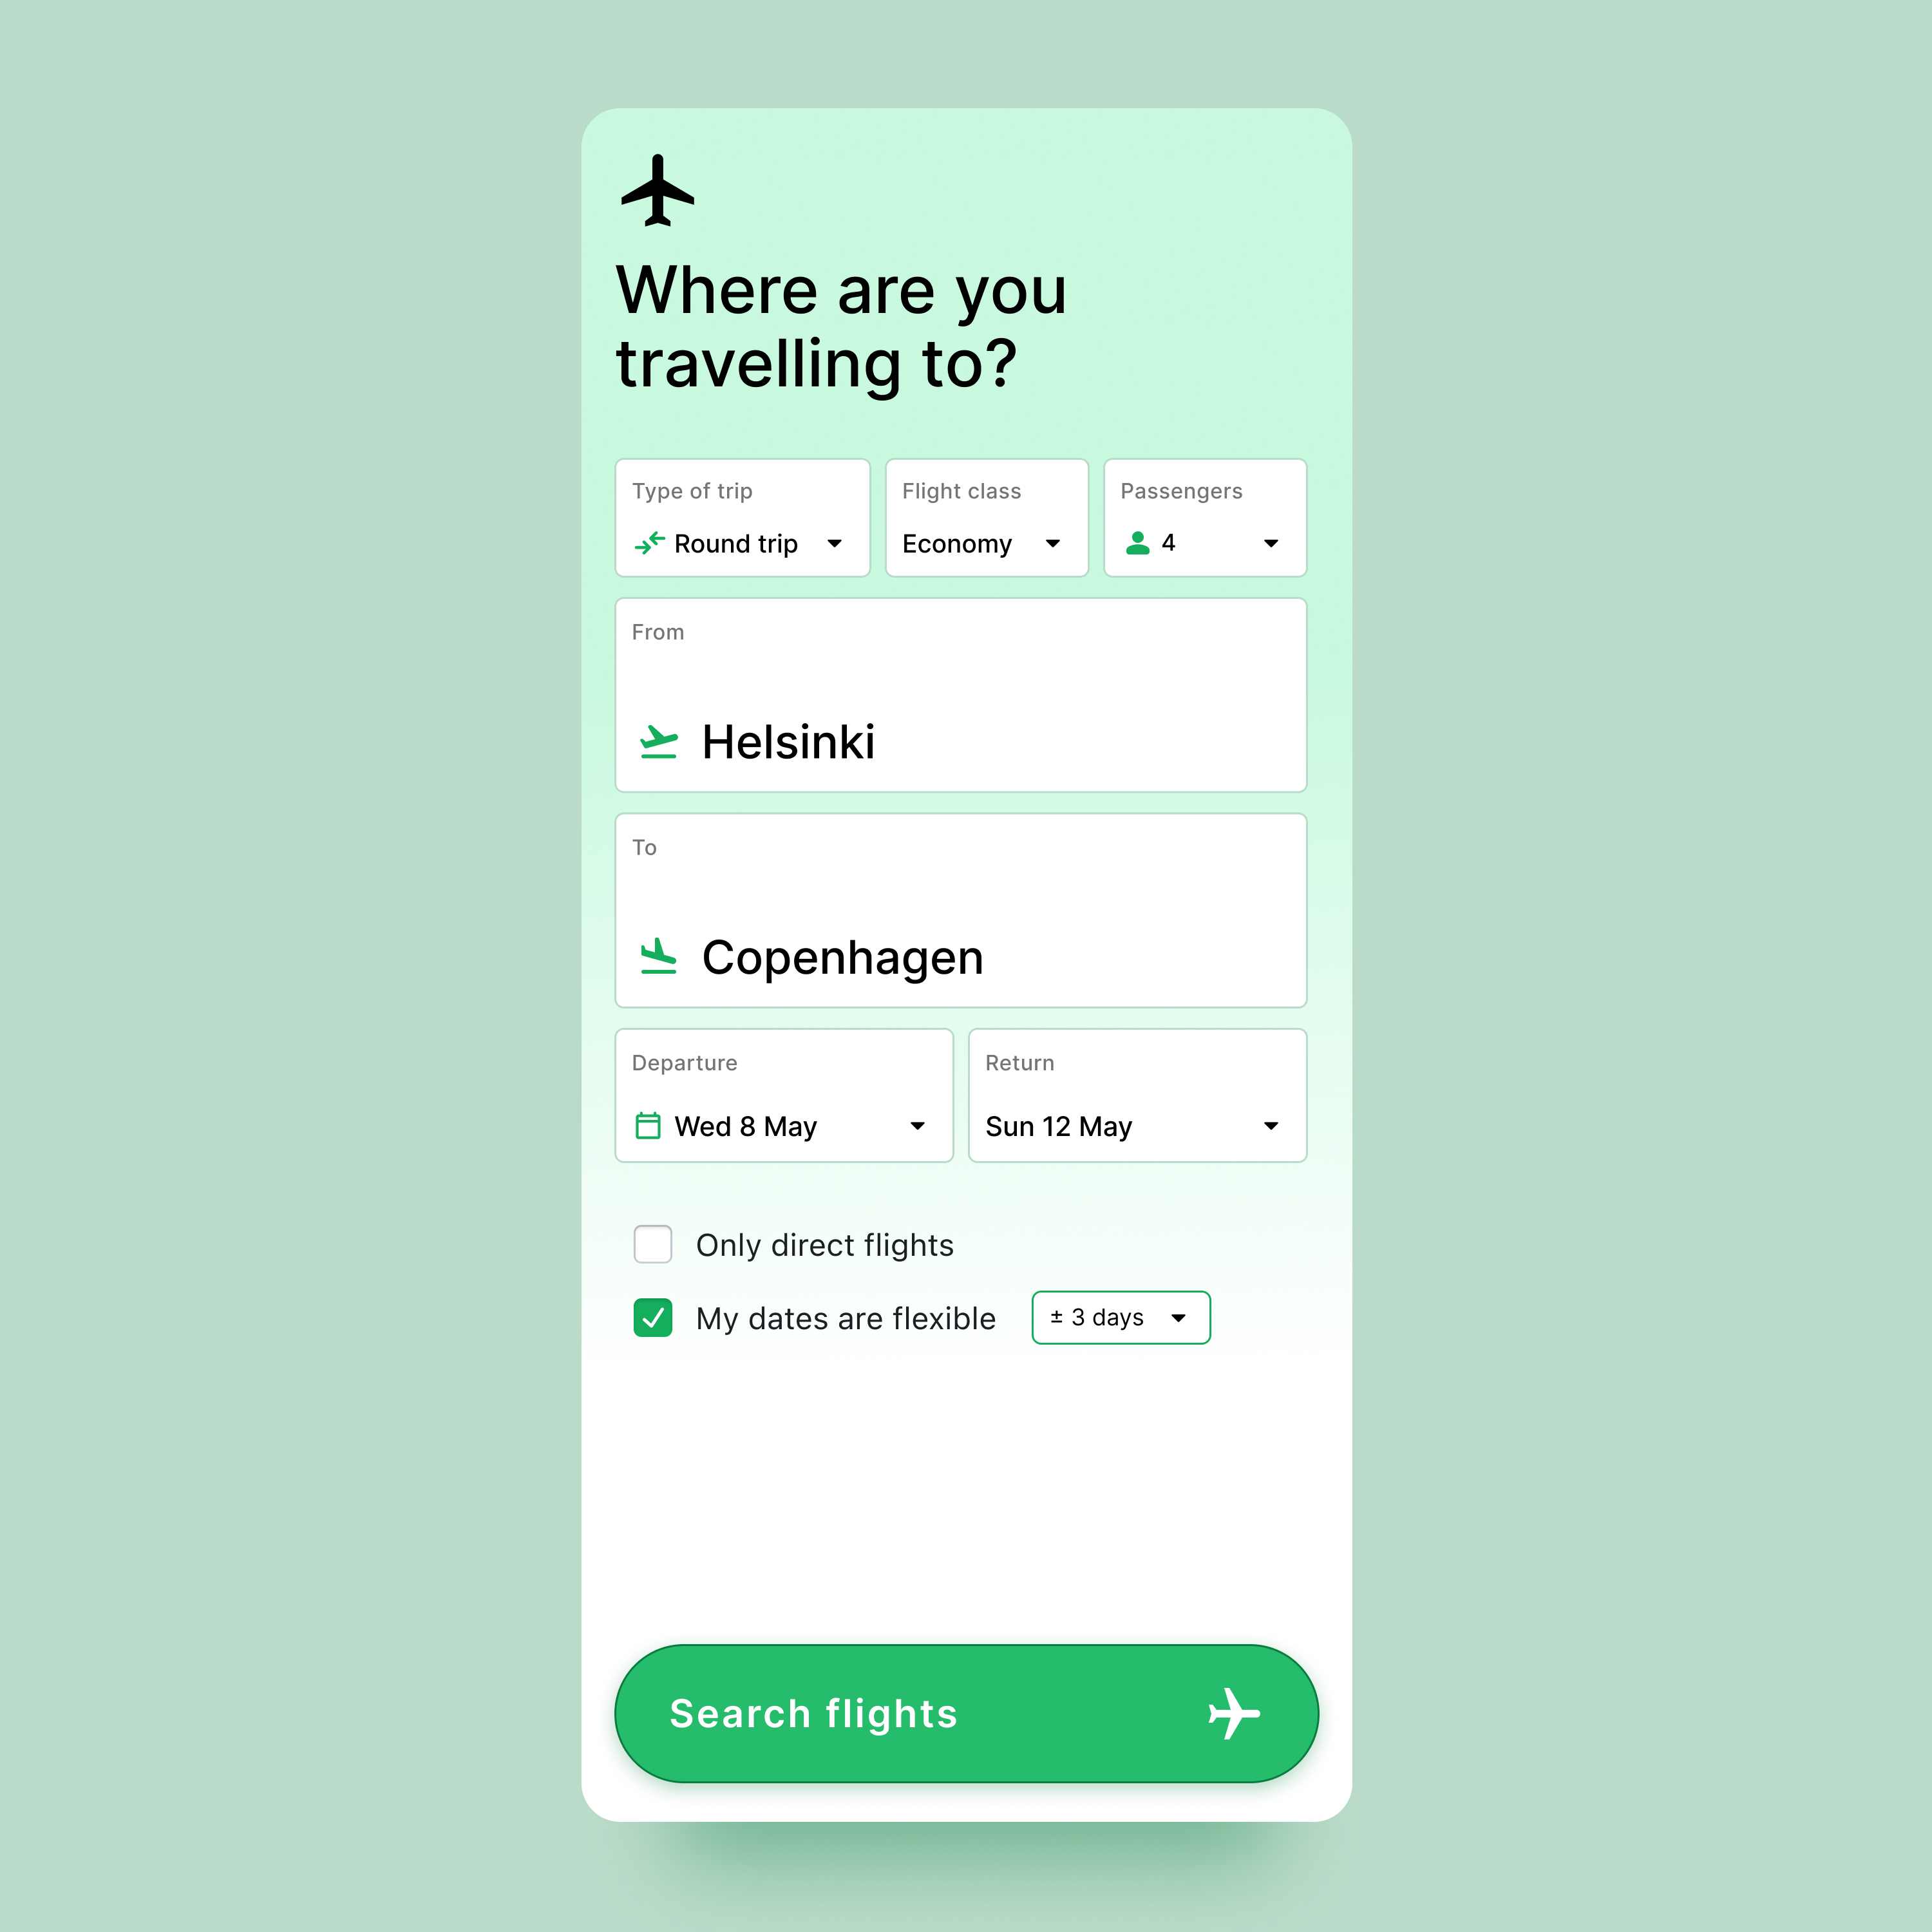 Where are you
travelling to?
Type of trip
Round trip
Flight class
Economy
Passengers
4
From
Helsinki
To
Copenhagen
Departure
Wed 8 May
Return
Sun 12 May
Only direct flights
My dates are flexible
± 3 days
Search flights